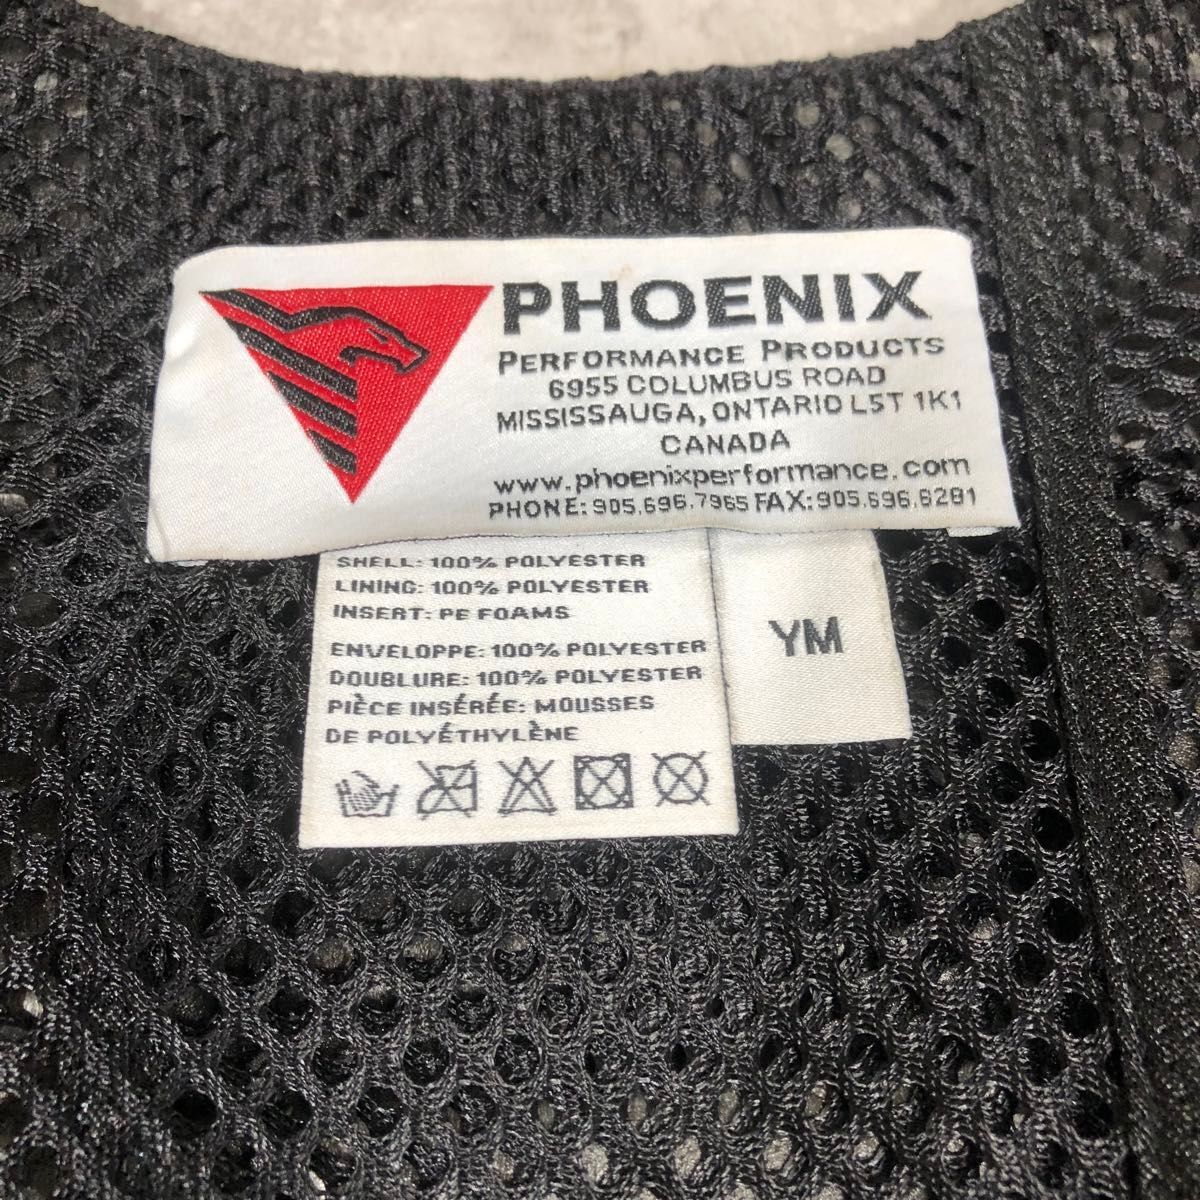 PHOENIX
PERFORMANCE PRODUCTS
6955 COLUMBUS ROAD
MISSISSAUGA, ONTARIO L5T 1K1
CANADA
www.phoenixperformance.com
PHONE: 905.696.7965 FAX: 905.696.8281
SHELL: 100% POLYESTER
LINING: 100% POLYESTER
INSERT: PE FOAMS
ENVELOPPE: 100% POLYESTER
DOUBLURE: 100% POLYESTER
PIÈCE INSÉRÉE: MOUSSES
DE POLYÉTHYLÈNE
YM